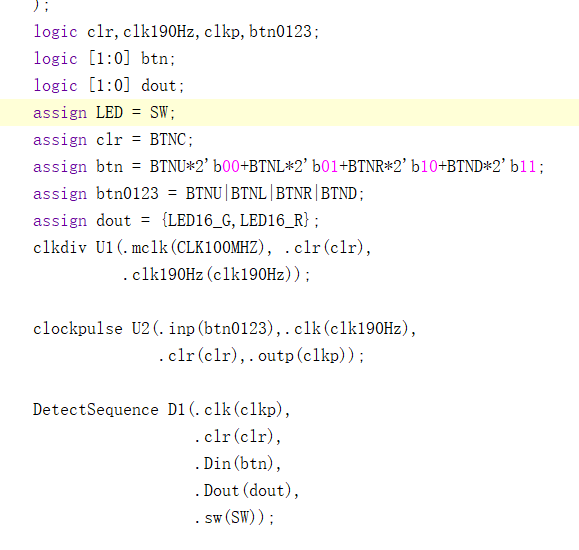 );
logic clr,clk190Hz,clkp,btn0123;
logic [1:0] btn;
logic [1:0] dout;
assign LED = SW;
assign clr = BTNC;
assign btn = BTNU*2'b00+BTNL*2'b01+BTNR*2'b10+BTND*2'b11;
assign btn0123 = BTNU|BTNL|BTNR|BTND;
assign dout = {LED16_G,LED16_R};
clkdiv U1(.mclk(CLK100MHZ), .clr(clr),
.clk190Hz(clk190Hz));
clockpulse U2(.inp(btn0123),.clk(clk190Hz),
.clr(clr),.outp(clkp));
DetectSequence D1(.clk(clkp),
.clr(clr),
.Din(btn),
.Dout(dout),
.sw(SW));